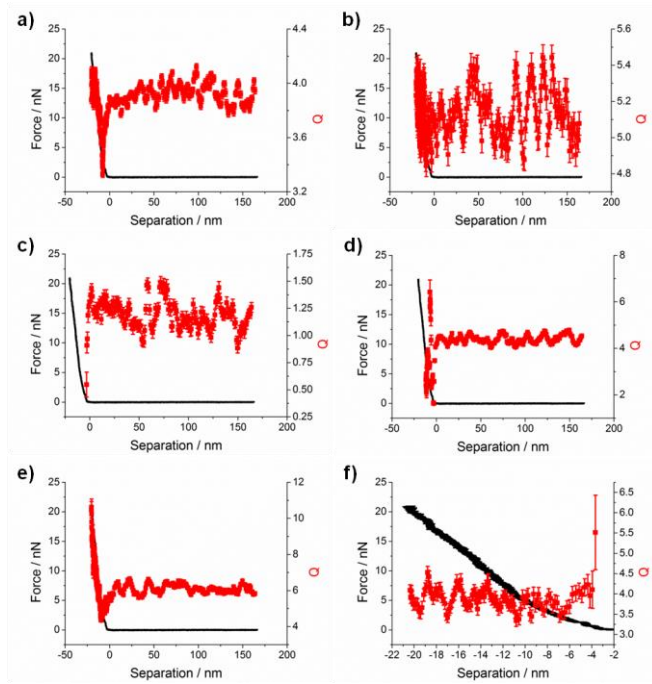 a)
Force / nN
25
20
15
10
5
0
4.4
4.0
3.6
3.2
Q
-50 0 50 100 150 200
Separation / nm
b)
Force / nN
25
20
15
10
5
0
5.6
5.4
5.2
5.0
4.8
Q
-50 0 50 100 150 200
Separation / nm
c)
Force / nN
25
20
15
10
5
0
1.75
1.50
1.25
1.00
0.75
0.50
0.25
Q
-50 0 50 100 150 200
Separation / nm
d)
Force / nN
25
20
15
10
5
0
8
6
4
2
Q
-50 0 50 100 150 200
Separation / nm
e)
Force / nN
25
20
15
10
5
0
12
10
8
6
4
Q
-50 0 50 100 150 200
Separation / nm
f)
Force / nN
25
20
15
10
5
0
6.5
6.0
5.5
5.0
4.5
4.0
3.5
3.0
Q
-22 -20 -18 -16 -14 -12 -10 -8 -6 -4 -2
Separation / nm